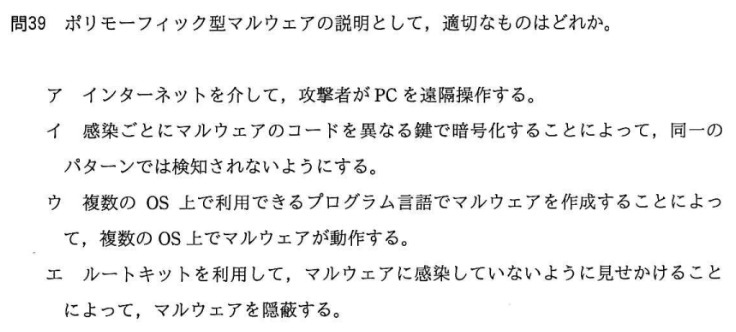 問39 ポリモーフィック型マルウェアの説明として，適切なものはどれか。
ア インターネットを介して，攻撃者が PC を遠隔操作する。
イ 感染ごとにマルウェアのコードを異なる鍵で暗号化することによって，同一の
パターンでは検知されないようにする。
ウ 複数の OS 上で利用できるプログラム言語でマルウェアを作成することによっ
て，複数の OS 上でマルウェアが動作する。
エ ルートキットを利用して，マルウェアに感染していないように見せかけること
によって，マルウェアを隠蔽する。